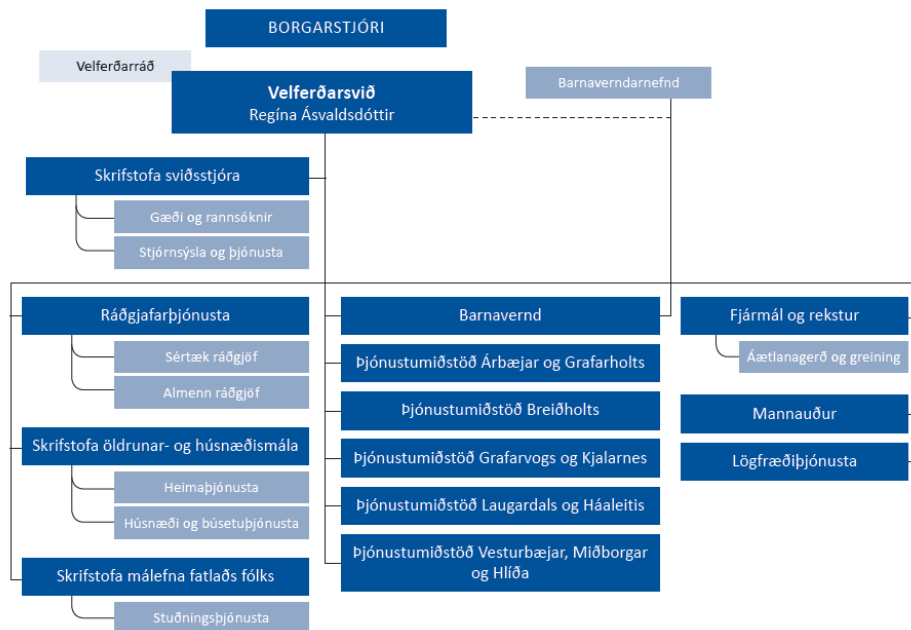 BORGARSTJÓRI
Velferðarráð
Velferðarsvið
Regína Ásvaldsdóttir
Barnaverndarnefnd
Skrifstofa sviðsstjóra
Gæði og rannsóknir
Stjórnsýsla og þjónusta
Ráðgjafarþjónusta
Sértæk ráðgjöf
Almenn ráðgjöf
Skrifstofa öldrunar- og húsnæðismála
Heimaþjónusta
Húsnæði og búsetuþjónusta
Skrifstofa málefna fatlaðs fólks
Stuðningsþjónusta
Barnavernd
Þjónustumiðstöð Árbæjar og Grafarholts
Þjónustumiðstöð Breiðholts
Þjónustumiðstöð Grafarvogs og Kjalarnes
Þjónustumiðstöð Laugardals og Háaleitis
Þjónustumiðstöð Vesturbæjar, Miðborgar
og Hlíða
Fjármál og rekstur
Áætlanagerð og greining
Mannauður
Lögfræðiþjónusta